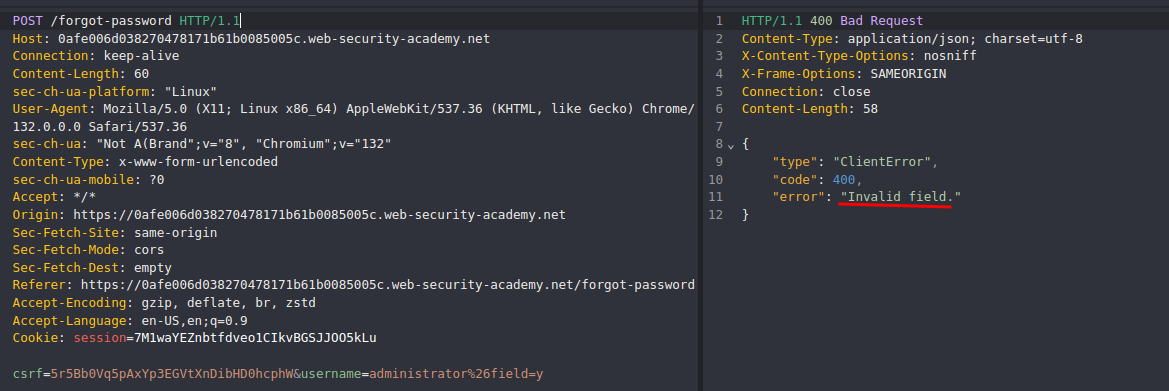 POST /forgot-password HTTP/1.1
Host: 0afe006d038270478171b61b0085005c.web-security-academy.net
Connection: keep-alive
Content-Length: 60
sec-ch-ua-platform: "Linux"
User-Agent: Mozilla/5.0 (X11; Linux x86_64) AppleWebKit/537.36 (KHTML, like Gecko) Chrome/
132.0.0.0 Safari/537.36
sec-ch-ua: "Not A(Brand";v="8", "Chromium";v="132"
Content-Type: x-www-form-urlencoded
sec-ch-ua-mobile: ?0
Accept: */*
Origin: https://0afe006d038270478171b61b0085005c.web-security-academy.net
Sec-Fetch-Site: same-origin
Sec-Fetch-Mode: cors
Sec-Fetch-Dest: empty
Referer: https://0afe006d038270478171b61b0085005c.web-security-academy.net/forgot-password
Accept-Encoding: gzip, deflate, br, zstd
Accept-Language: en-US,en;q=0.9
Cookie: session=7M1waYEZnbtfdveo1CIkvBGSJJOO5kLu
csrf=5r5Bb0Vq5pAxYp3EGVtXnDibHD0hcphW&username=administrator%26field=y
1 HTTP/1.1 400 Bad Request
2 Content-Type: application/json; charset=utf-8
3 X-Content-Type-Options: nosniff
4 X-Frame-Options: SAMEORIGIN
5 Connection: close
6 Content-Length: 58
7
8 {
9 "type": "ClientError",
10 "code": 400,
11 "error": "Invalid field."
12 }